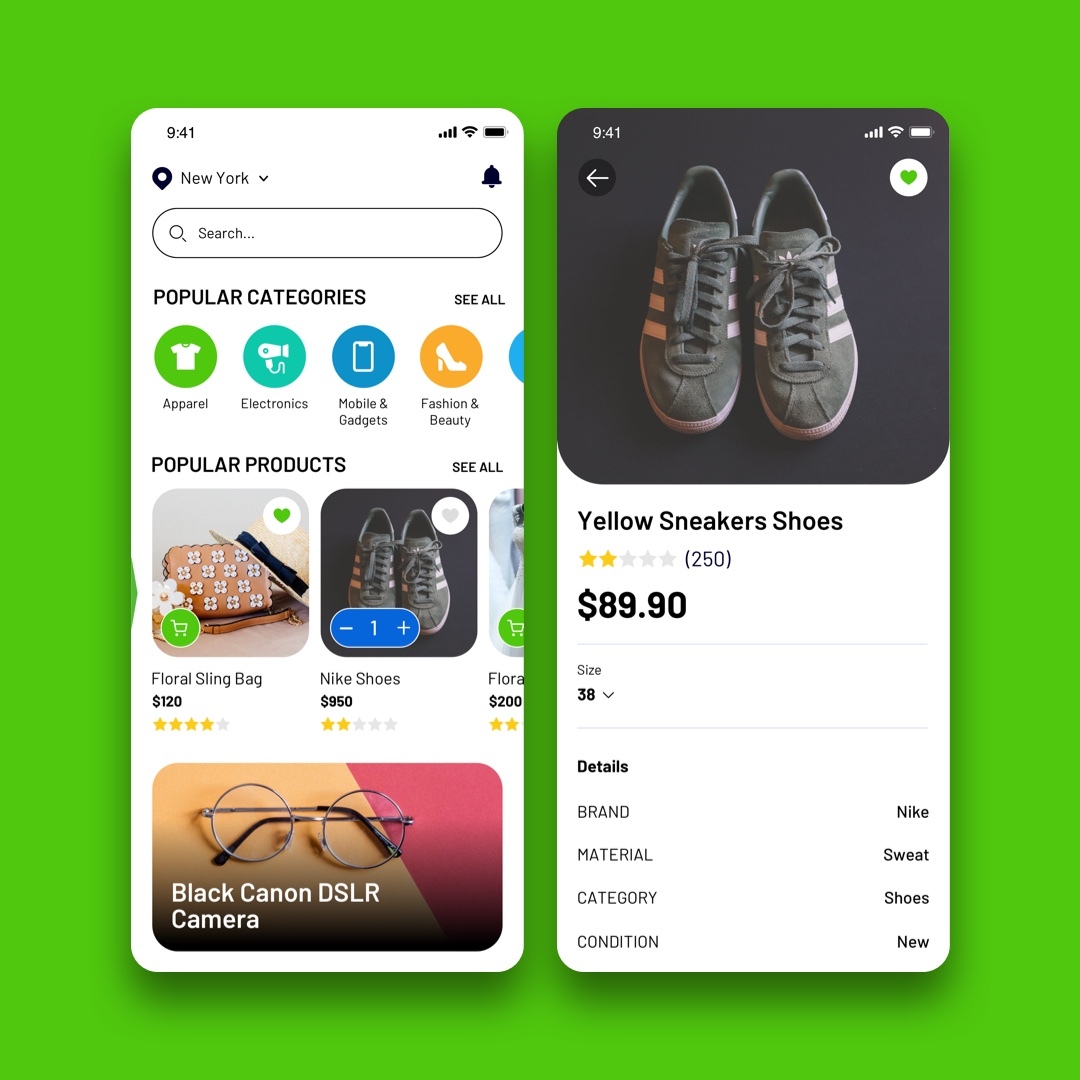 9:41
New York
Search...
POPULAR CATEGORIES SEE ALL
Apparel Electronics Mobile & Fashion &
Gadgets Beauty
POPULAR PRODUCTS SEE ALL
1
Floral Sling Bag Nike Shoes Flora
$120 $950 $200
Black Canon DSLR
Camera
9:41
Yellow Sneakers Shoes
(250)
$89.90
Size
38
Details
BRAND Nike
MATERIAL Sweat
CATEGORY Shoes
CONDITION New